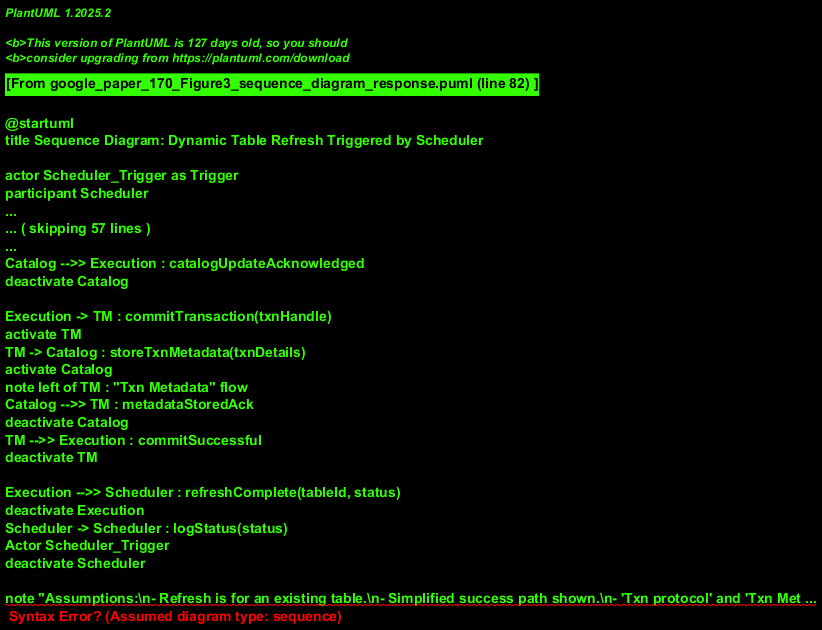 PlantUML 1.2025.2
<b>This version of PlantUML is 127 days old, so you should
<b>consider upgrading from https://plantuml.com/download
[From google_paper_170_Figure3_sequence_diagram_response.puml (line 82) ]
@startuml
title Sequence Diagram: Dynamic Table Refresh Triggered by Scheduler
actor Scheduler_Trigger as Trigger
participant Scheduler
...
... ( skipping 57 lines )
...
Catalog -->> Execution : catalogUpdateAcknowledged
deactivate Catalog
Execution -> TM : commitTransaction(txnHandle)
activate TM
TM -> Catalog : storeTxnMetadata(txnDetails)
activate Catalog
note left of TM : "Txn Metadata" flow
Catalog -->> TM : metadataStoredAck
deactivate Catalog
TM -->> Execution : commitSuccessful
deactivate TM
Execution -->> Scheduler : refreshComplete(tableId, status)
deactivate Execution
Scheduler -> Scheduler : logStatus(status)
Actor Scheduler_Trigger
deactivate Scheduler
note "Assumptions:\n- Refresh is for an existing table.\n- Simplified success path shown.\n- 'Txn protocol' and 'Txn Met ...
Syntax Error? (Assumed diagram type: sequence)